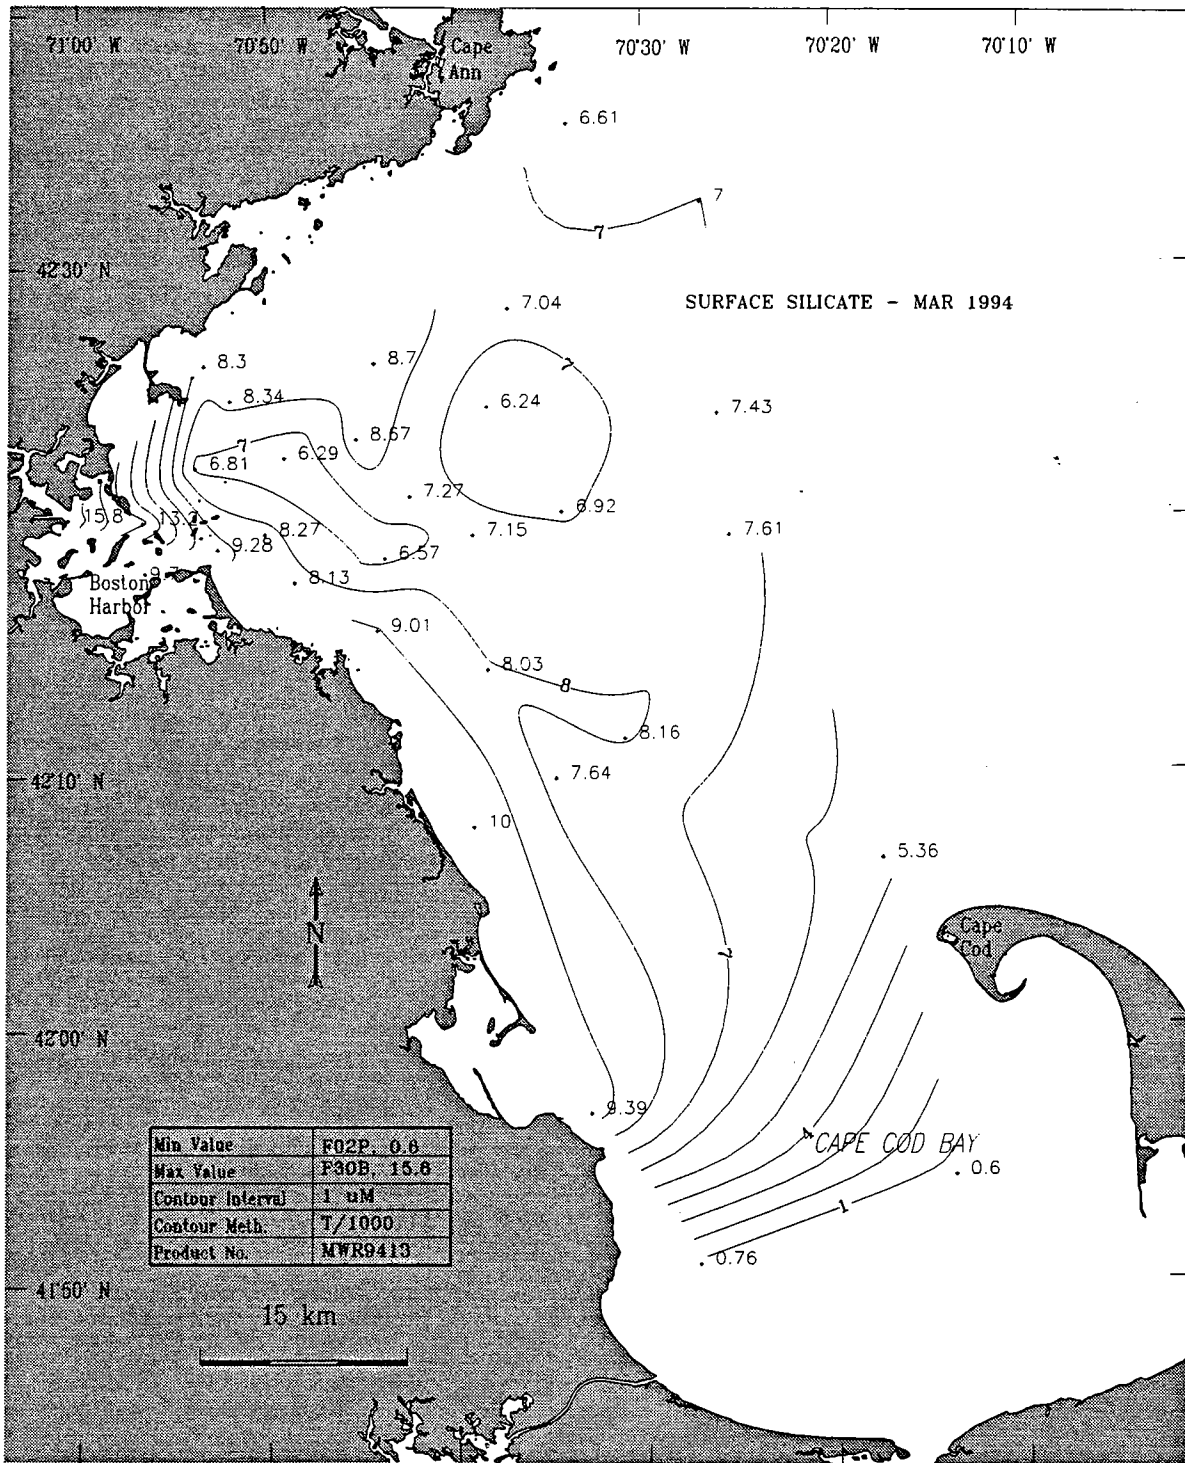 71°00' W 70°50' W 70°30' W 70°20' W 70°10' W
Cape
Ann
6.61
7
7
42°30' N
SURFACE SILICATE - MAR 1994
7.04
8.3
8.7
7
8.34
6.24
7.43
8.67
7
6.29
6.81
7.27
6.92
15.8
7.15
7.61
8.27
9.28
6.57
Boston
Harbor
9.7
8.13
9.01
8.03
8
8.16
42°10' N
7.64
10
5.36
N
Cape
Cod
7
42°00' N
9.39
4
CAPE COD BAY
0.6
1
0.76
Min Value F02P, 0.6
Max Value F30B, 15.8
Contour Interval 1 uM
Contour Meth. T/1000
Product No. MWR9413
41°50' N
15 km